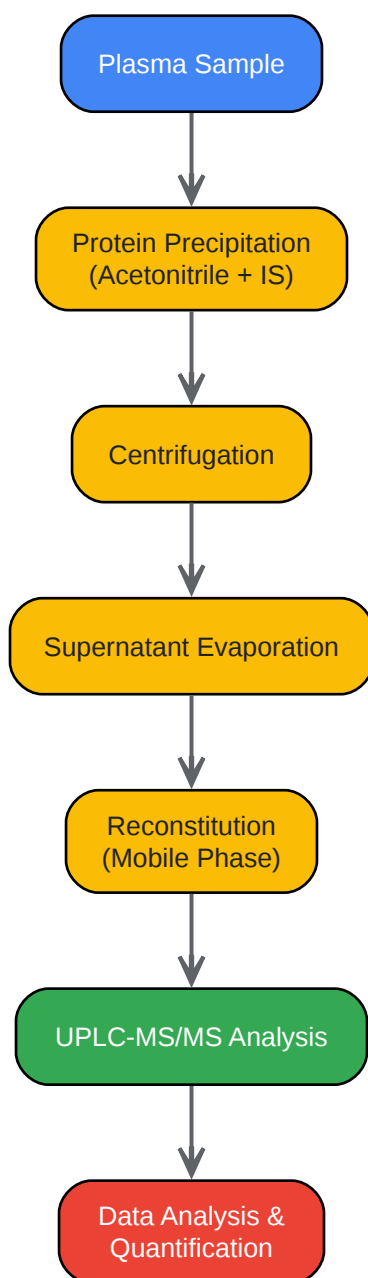 Plasma Sample
Protein Precipitation
(Acetonitrile + IS)
Centrifugation
Supernatant Evaporation
Reconstitution
(Mobile Phase)
UPLC-MS/MS Analysis
Data Analysis &
Quantification